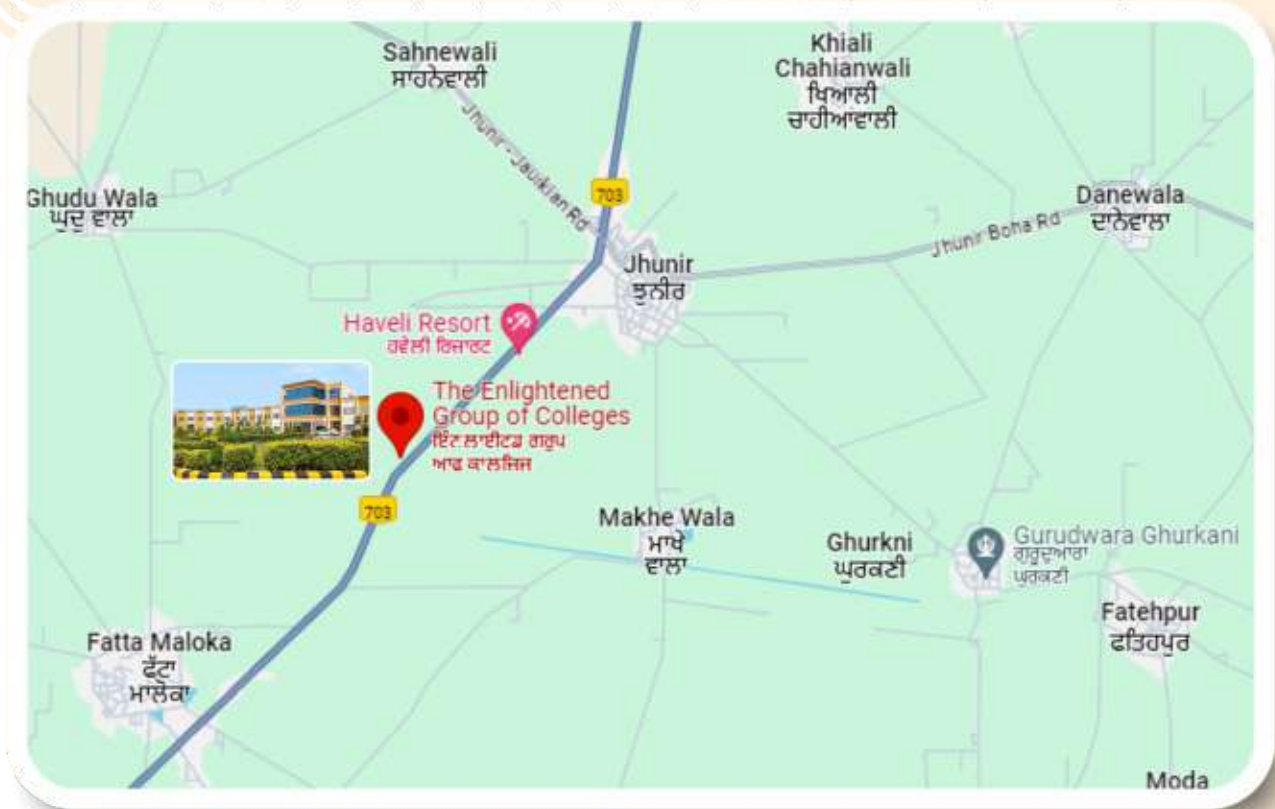 Sahnewali
ਸਾਹਨੇਵਾਲੀ
Khiali
Chahianwali
ਖਿਆਲੀ
ਚਾਹੀਆਂਵਾਲੀ
Jhunir - Jaurkian Rd
703
Ghudu Wala
ਘੁਦੂ ਵਾਲਾ
Danewala
ਦਾਨੇਵਾਲਾ
Jhunir Boha Rd
Jhunir
ਝੁਨੀਰ
Haveli Resort
ਹਵੇਲੀ ਰਿਜਾਰਟ
The Enlightened
Group of Colleges
ਇੰਟ.ਲਾਈਟਡ ਗਰੁਪ
ਆਫ ਕਾਲਜਿਜ
703
Makhe Wala
ਮਾਖੇ
ਵਾਲਾ
Ghurkni
ਘੁਰਕਣੀ
Gurudwara Ghurkani
ਗੁਰੂਦੁਆਰਾ
ਘੁਰਕਣੀ
Fatehpur
ਫਤਿਹਪੁਰ
Fatta Maloka
ਫੱਟਾ
ਮਾਲੋਕਾ
Moda